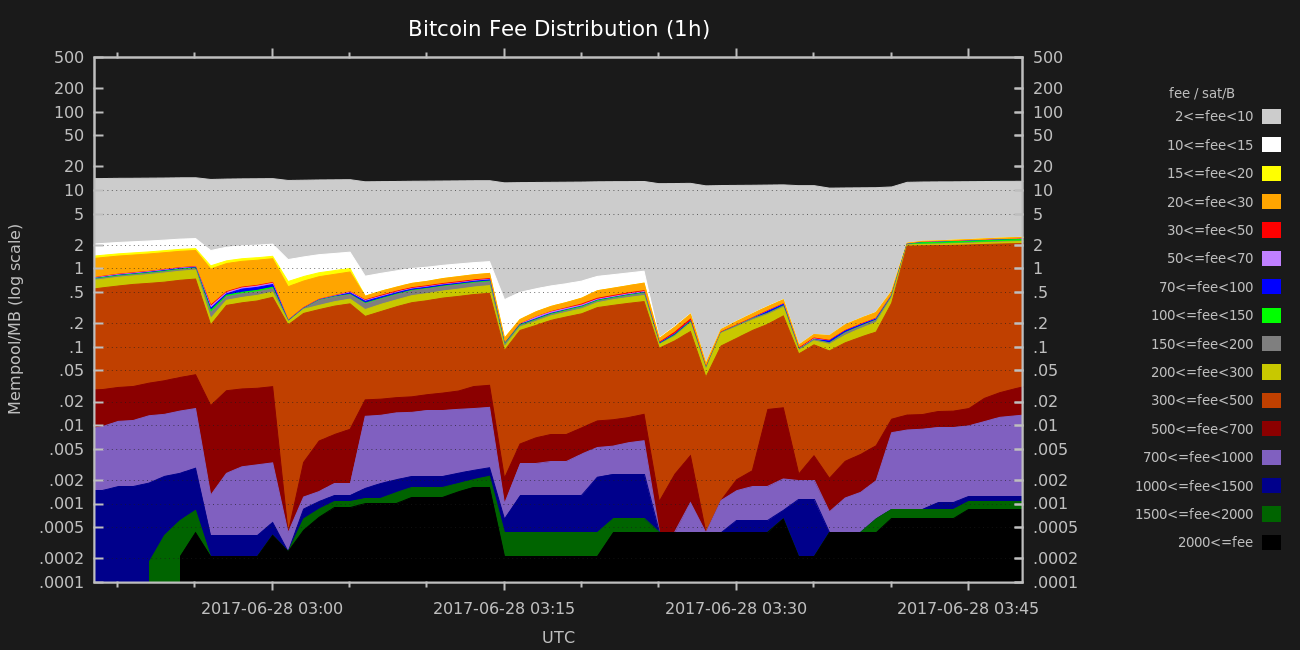 Bitcoin Fee Distribution (1h)
500
200
100
50
20
10
5
2
1
.5
.2
.1
.05
.02
.01
.005
.002
.001
.0005
.0002
.0001
Mempool/MB (log scale)
500
200
100
50
20
10
5
2
1
.5
.2
.1
.05
.02
.01
.005
.002
.001
.0005
.0002
.0001
2017-06-28 03:00
2017-06-28 03:15
2017-06-28 03:30
2017-06-28 03:45
UTC
fee / sat/B
2<=fee<10
10<=fee<15
15<=fee<20
20<=fee<30
30<=fee<50
50<=fee<70
70<=fee<100
100<=fee<150
150<=fee<200
200<=fee<300
300<=fee<500
500<=fee<700
700<=fee<1000
1000<=fee<1500
1500<=fee<2000
2000<=fee